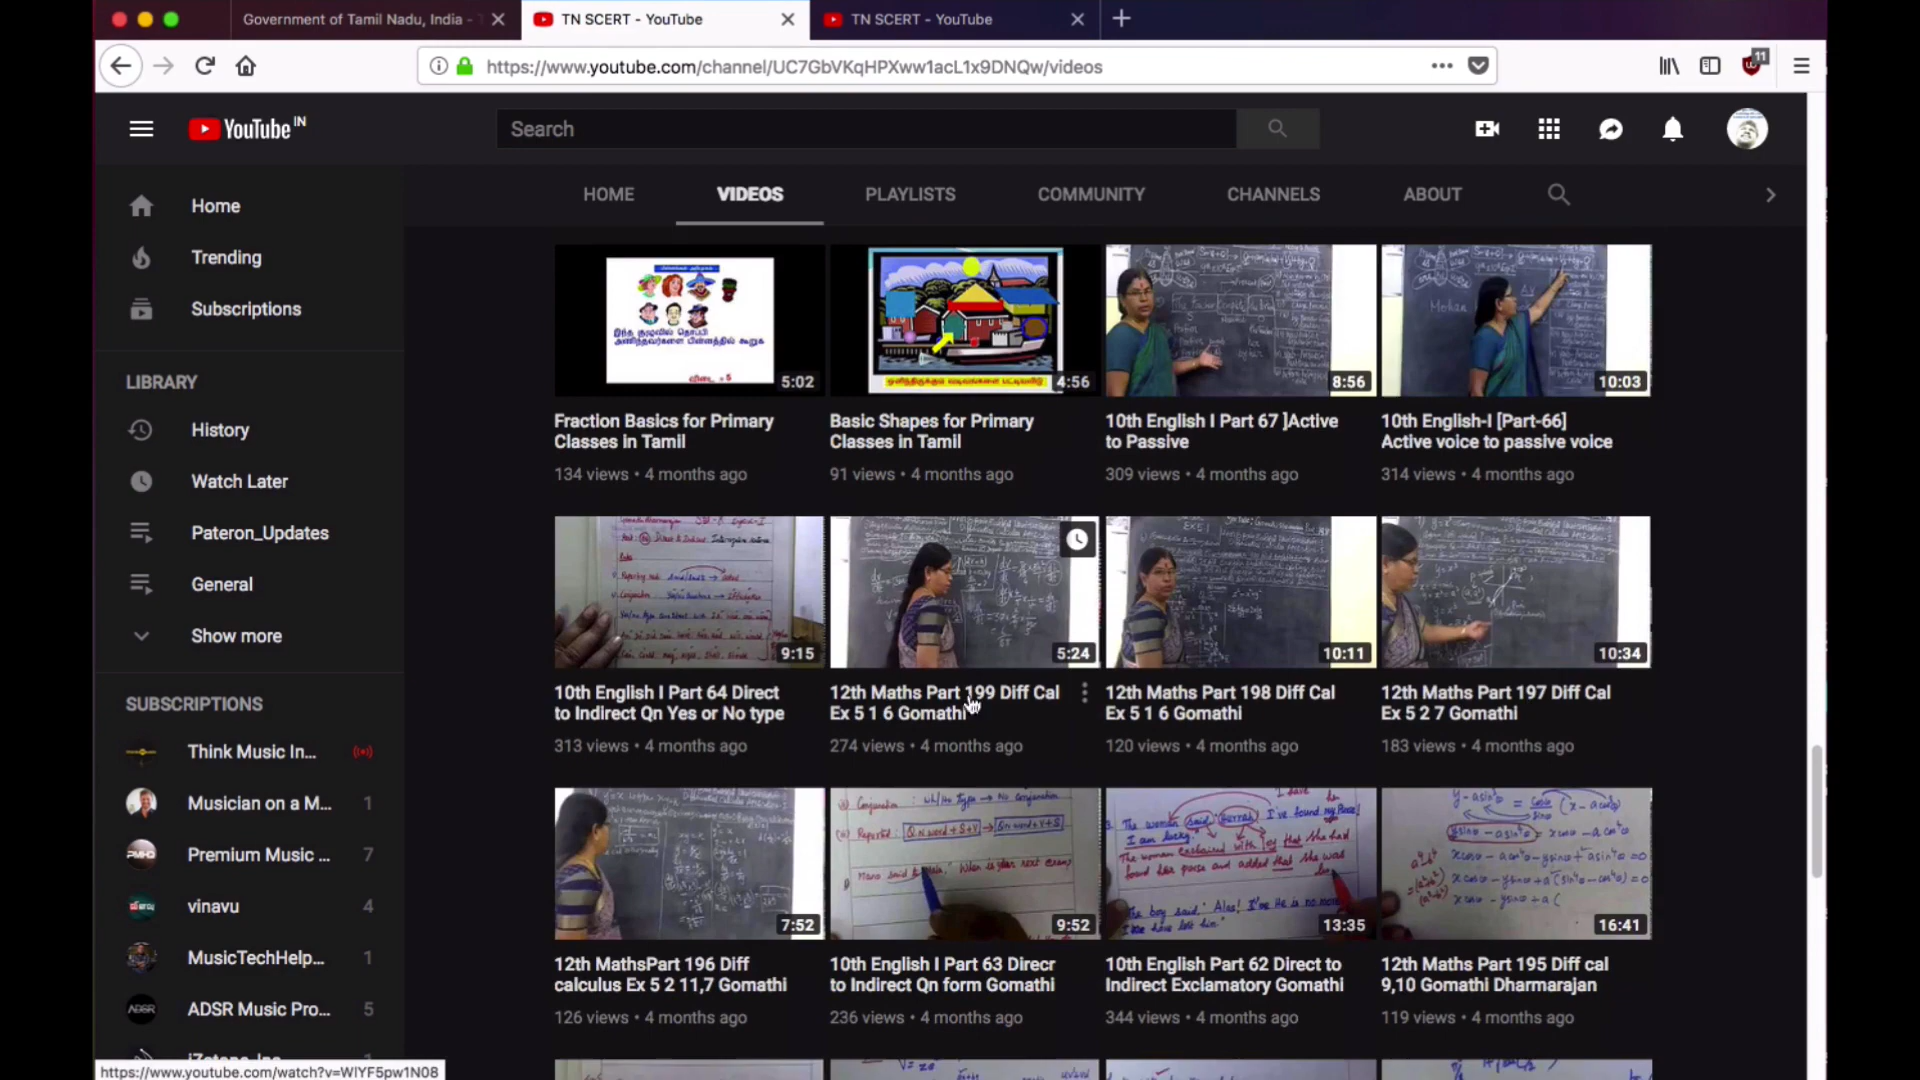 Government of Tamil Nadu, India -
TN SCERT - YouTube
TN SCERT - YouTube
https://www.youtube.com/channel/UC7GbVKqHPXww1acL1x9DNQw/videos
11
YouTube IN
Search
HOME
VIDEOS
PLAYLISTS
COMMUNITY
CHANNELS
ABOUT
Home
Trending
Subscriptions
LIBRARY
History
Watch Later
Pateron_Updates
General
Show more
SUBSCRIPTIONS
Think Music In...
Musician on a M... 1
Premium Music ... 7
vinavu 4
MusicTechHelp... 1
ADSR Music Pro... 5
இந்த குழுவில் தொப்பி
அணிந்தவர்களை பின்னத்தில் கூறுக
5:02
4:56
8:56
Mohan
10:03
Fraction Basics for Primary
Classes in Tamil
134 views • 4 months ago
Basic Shapes for Primary
Classes in Tamil
91 views • 4 months ago
10th English I Part 67 ]Active
to Passive
309 views • 4 months ago
10th English-I [Part-66]
Active voice to passive voice
314 views • 4 months ago
9:15
5:24
10:11
10:34
10th English I Part 64 Direct
to Indirect Qn Yes or No type
313 views • 4 months ago
12th Maths Part 199 Diff Cal
Ex 5 1 6 Gomathi
274 views • 4 months ago
12th Maths Part 198 Diff Cal
Ex 5 1 6 Gomathi
120 views • 4 months ago
12th Maths Part 197 Diff Cal
Ex 5 2 7 Gomathi
183 views • 4 months ago
7:52
9:52
13:35
16:41
12th MathsPart 196 Diff
calculus Ex 5 2 11,7 Gomathi
126 views • 4 months ago
10th English I Part 63 Direcr
to Indirect Qn form Gomathi
236 views • 4 months ago
10th English Part 62 Direct to
Indirect Exclamatory Gomathi
344 views • 4 months ago
12th Maths Part 195 Diff cal
9,10 Gomathi Dharmarajan
119 views • 4 months ago
https://www.youtube.com/watch?v=WIYF5pw1N08